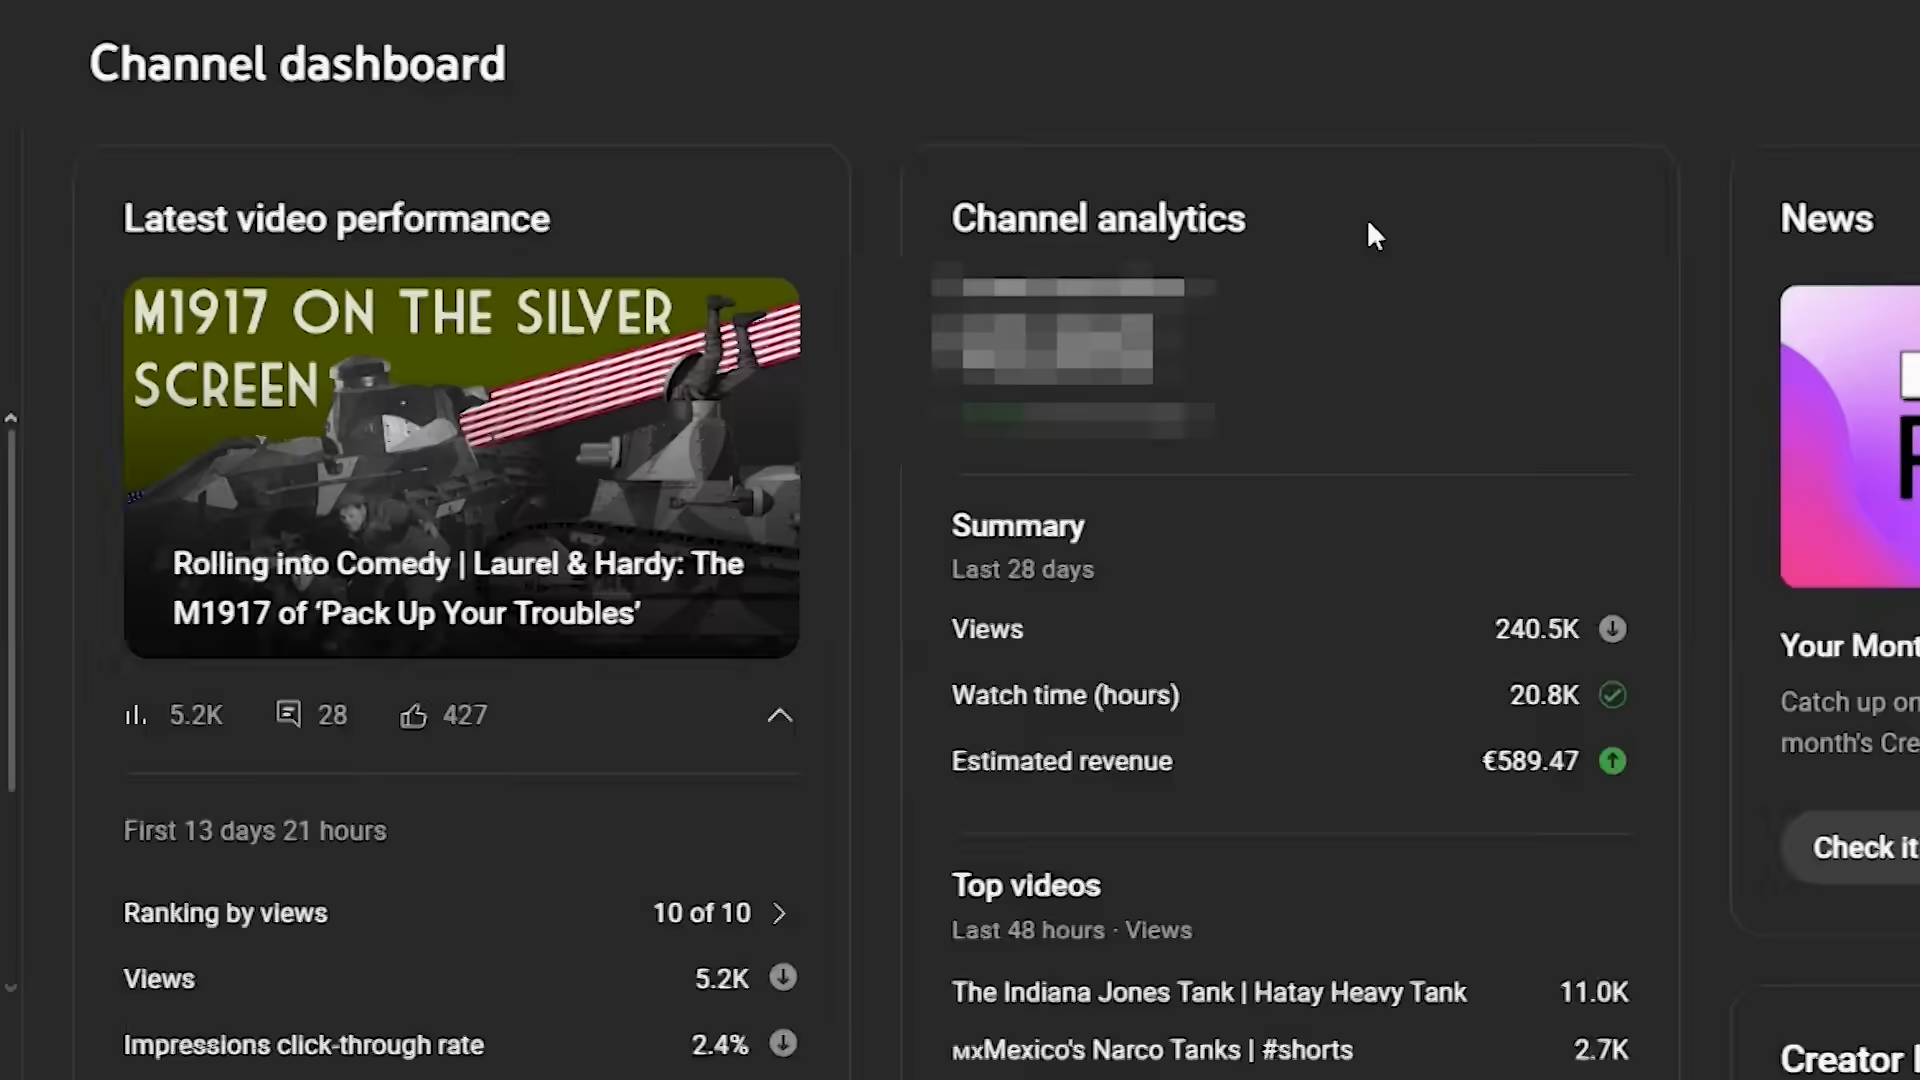 Channel dashboard
Latest video performance
M1917 ON THE SILVER
SCREEN
Rolling into Comedy | Laurel & Hardy: The
M1917 of ‘Pack Up Your Troubles’
5.2K 28 427
First 13 days 21 hours
Ranking by views 10 of 10
Views 5.2K
Impressions click-through rate 2.4%
Channel analytics
Summary
Last 28 days
Views 240.5K
Watch time (hours) 20.8K
Estimated revenue €589.47
Top videos
Last 48 hours · Views
The Indiana Jones Tank | Hatay Heavy Tank 11.0K
ᴍxMexico's Narco Tanks | #shorts 2.7K
News
Your Mont
Catch up on
month's Cre
Check it
Creator